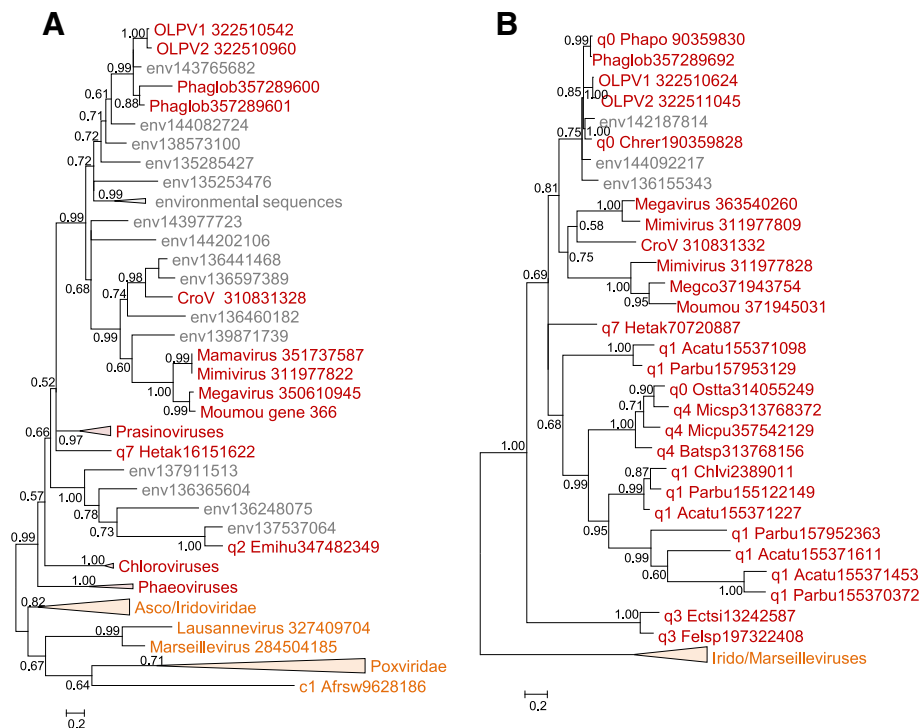 A
1.00
OLPV1 322510542
OLPV2 322510960
0.99
env143765682
Phaglob357289600
0.61
0.88
Phaglob357289601
0.71
env144082724
0.72
env138573100
0.72
env135285427
env135253476
0.99
environmental sequences
0.99
env143977723
env144202106
env136441468
0.68
0.98
env136597389
0.74
CroV 310831328
env136460182
0.99
env139871739
0.99
Mamavirus 351737587
0.60
Mimivirus 311977822
1.00
Megavirus 350610945
0.52
0.99
Moumou gene 366
0.66
0.97
Prasinoviruses
q7 Hetak16151622
env137911513
0.57
1.00
env136365604
0.78
env136248075
0.73
env137537064
0.99
1.00
q2 Emihu347482349
1.00
Chloroviruses
1.00
Phaeoviruses
0.82
Asco/Iridoviridae
0.99
Lausannevirus 327409704
Marseillevirus 284504185
0.67
0.71
Poxviridae
0.64
c1 Afrsw9628186
0.2
B
0.99
q0 Phapo 90359830
Phaglob357289692
0.85
OLPV1 322510624
1.00
OLPV2 322511045
env142187814
0.75
1.00
q0 Chrer190359828
env144092217
env136155343
0.81
1.00
Megavirus 363540260
0.58
Mimivirus 311977809
CroV 310831332
0.75
Mimivirus 311977828
0.69
1.00
Megco371943754
0.95
Moumou 371945031
q7 Hetak70720887
1.00
q1 Acatu155371098
q1 Parbu157953129
0.90
q0 Ostta314055249
0.71
q4 Micsp313768372
0.68
1.00
q4 Micpu357542129
q4 Batsp313768156
1.00
0.87
q1 Chlvi2389011
0.99
0.99
q1 Parbu155122149
q1 Acatu155371227
0.95
q1 Parbu157952363
0.99
q1 Acatu155371611
0.60
q1 Acatu155371453
1.00
q1 Parbu155370372
1.00
q3 Ectsi13242587
q3 Felsp197322408
Irido/Marseilleviruses
0.2